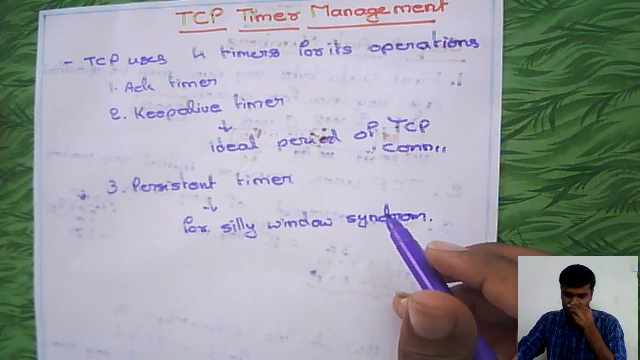 TCP Timer Management
- TCP uses 4 timers for its operations
1. Ack timer
2. Keepalive timer
↓
ideal period of TCP
conn,,
3. Persistent timer
↓
for silly window syndrom.